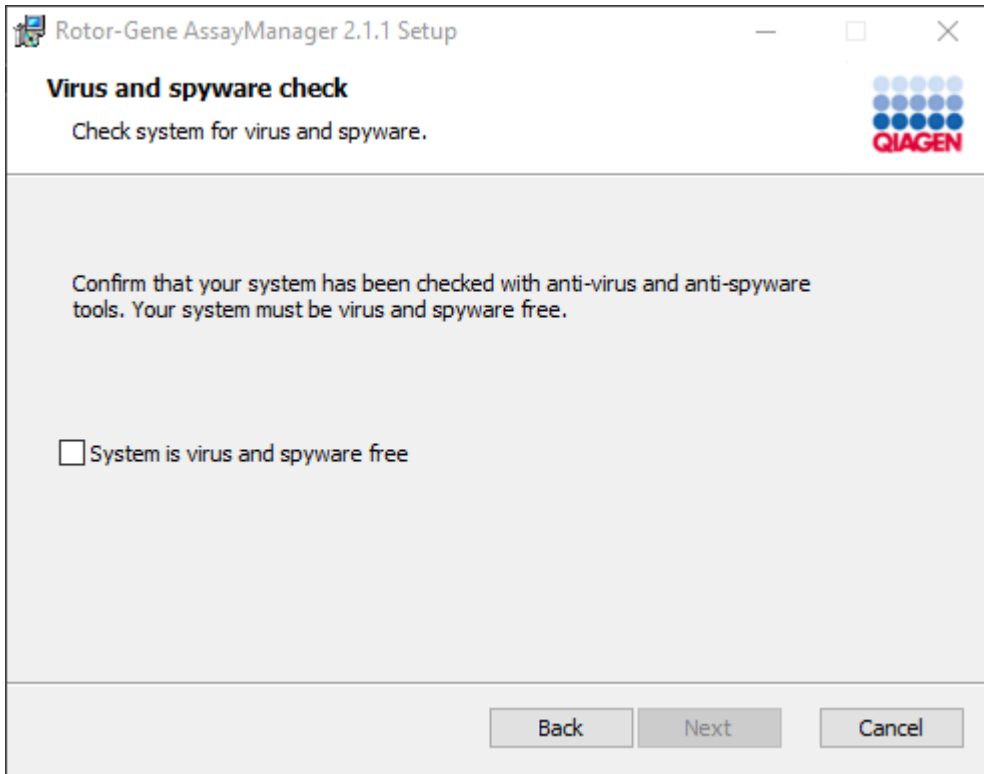 Rotor-Gene AssayManager 2.1.1 Setup
Virus and spyware check
Check system for virus and spyware.
QIAGEN
Confirm that your system has been checked with anti-virus and anti-spyware
tools. Your system must be virus and spyware free.
System is virus and spyware free
Back Next Cancel